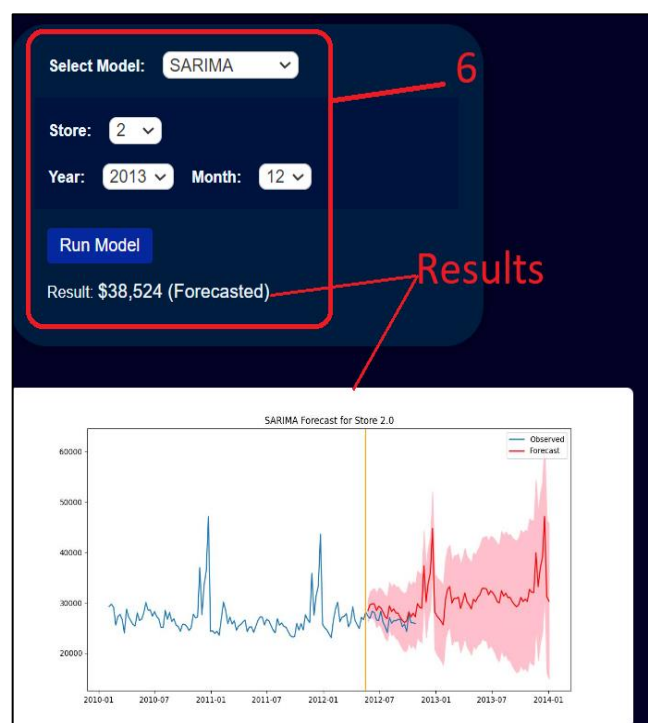 Select Model: SARIMA
6
Store: 2
Year: 2013 Month: 12
Run Model
Result: $38,524 (Forecasted)
Results
SARIMA Forecast for Store 2.0
Observed
Forecast
60000
50000
40000
30000
20000
2010-01 2010-07 2011-01 2011-07 2012-01 2012-07 2013-01 2013-07 2014-01